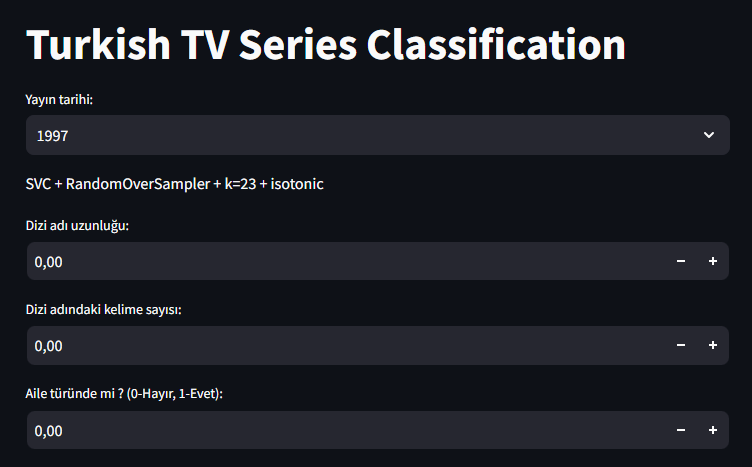 Turkish TV Series Classification
Yayın tarihi:
1997
SVC + RandomOverSampler + k=23 + isotonic
Dizi adı uzunluğu:
0,00
Dizi adındaki kelime sayısı:
0,00
Aile türünde mi ? (0-Hayır, 1-Evet):
0,00